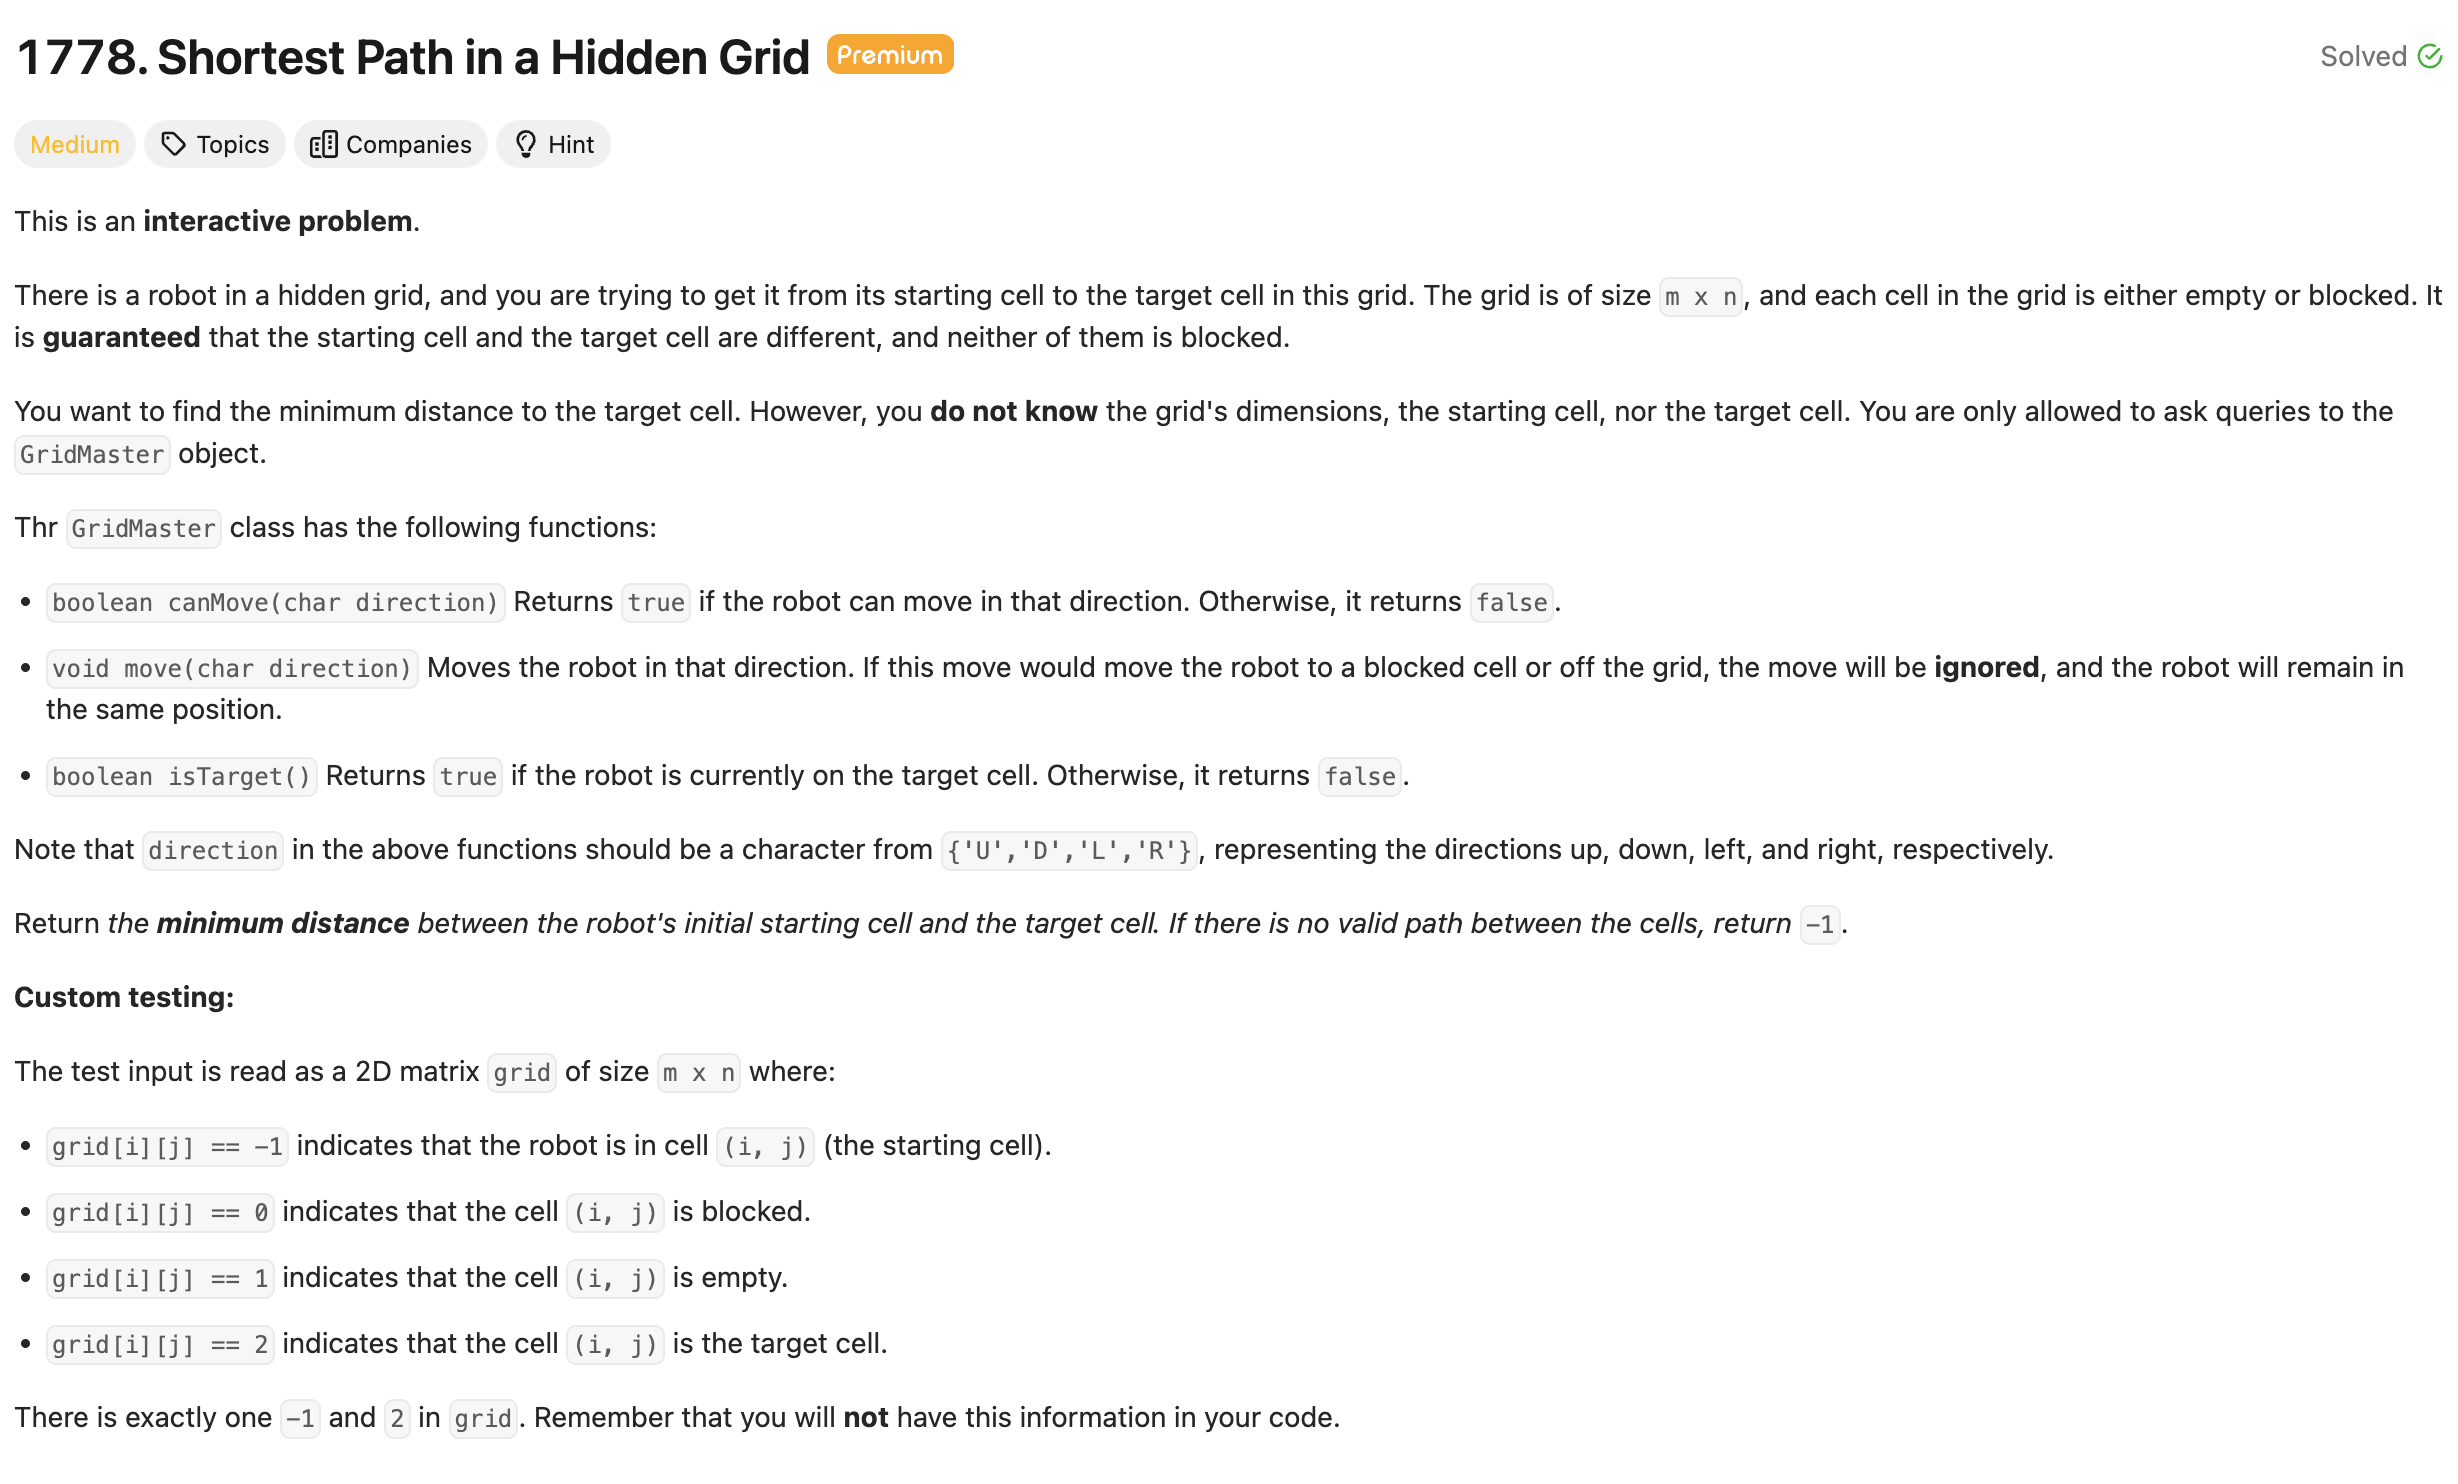 1778. Shortest Path in a Hidden Grid Premium Solved
Medium Topics Companies Hint
This is an interactive problem.
There is a robot in a hidden grid, and you are trying to get it from its starting cell to the target cell in this grid. The grid is of size m x n, and each cell in the grid is either empty or blocked. It
is guaranteed that the starting cell and the target cell are different, and neither of them is blocked.
You want to find the minimum distance to the target cell. However, you do not know the grid's dimensions, the starting cell, nor the target cell. You are only allowed to ask queries to the
GridMaster object.
Thr GridMaster class has the following functions:
• boolean canMove(char direction) Returns true if the robot can move in that direction. Otherwise, it returns false.
• void move(char direction) Moves the robot in that direction. If this move would move the robot to a blocked cell or off the grid, the move will be ignored, and the robot will remain in
the same position.
• boolean isTarget() Returns true if the robot is currently on the target cell. Otherwise, it returns false.
Note that direction in the above functions should be a character from {'U','D','L','R'}, representing the directions up, down, left, and right, respectively.
Return the minimum distance between the robot's initial starting cell and the target cell. If there is no valid path between the cells, return -1.
Custom testing:
The test input is read as a 2D matrix grid of size m x n where:
• grid[i][j] == -1 indicates that the robot is in cell (i, j) (the starting cell).
• grid[i][j] == 0 indicates that the cell (i, j) is blocked.
• grid[i][j] == 1 indicates that the cell (i, j) is empty.
• grid[i][j] == 2 indicates that the cell (i, j) is the target cell.
There is exactly one -1 and 2 in grid. Remember that you will not have this information in your code.